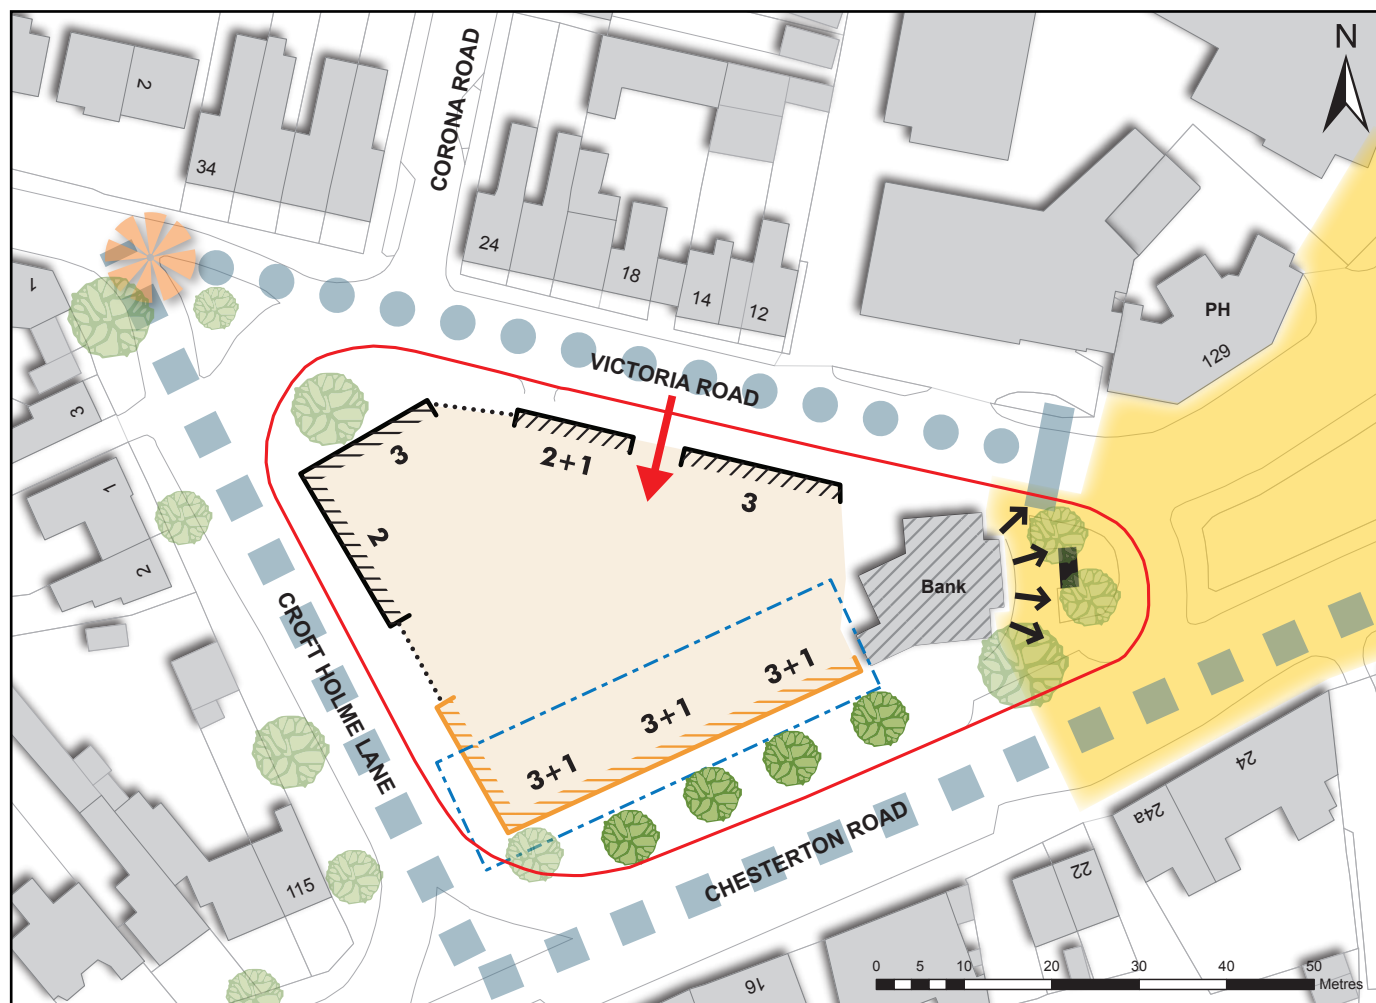 N
CORONA ROAD
2
34
24
18
14
12
PH
129
1
3
VICTORIA ROAD
3
2+1
3
2
1
2
Bank
CROFT HOLME LANE
3+1
3+1
3+1
115
CHESTERTON ROAD
24
24a
22
16
0 5 10 20 30 40 50
Metres